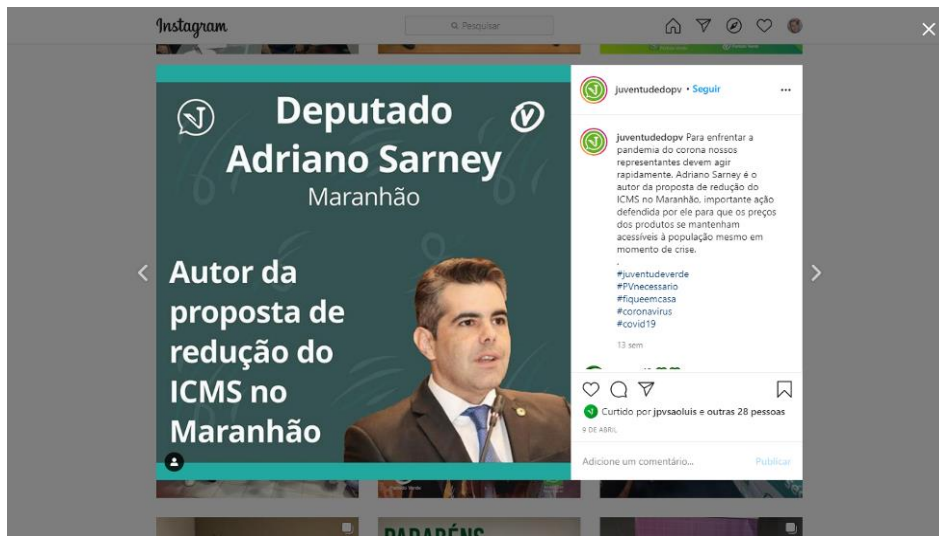 Instagram
Pesquisar
Deputado
Adriano Sarney
Maranhão
Autor da
proposta de
redução do
ICMS no
Maranhão
juventudedopv • Seguir
juventudedopv Para enfrentar a
pandemia do corona nossos
representantes devem agir
rapidamente. Adriano Sarney é o
autor da proposta de redução do
ICMS no Maranhão, importante ação
defendida por ele para que os preços
dos produtos se mantenham
acessíveis à população mesmo em
momento de crise.
.
#juventudeverde
#PVnecessario
#fiqueemcasa
#coronavirus
#covid19
13 sem
Curtido por jpvsaoluis e outras 28 pessoas
9 DE ABRIL
Adicione um comentário...
Publicar
PARABÉNS